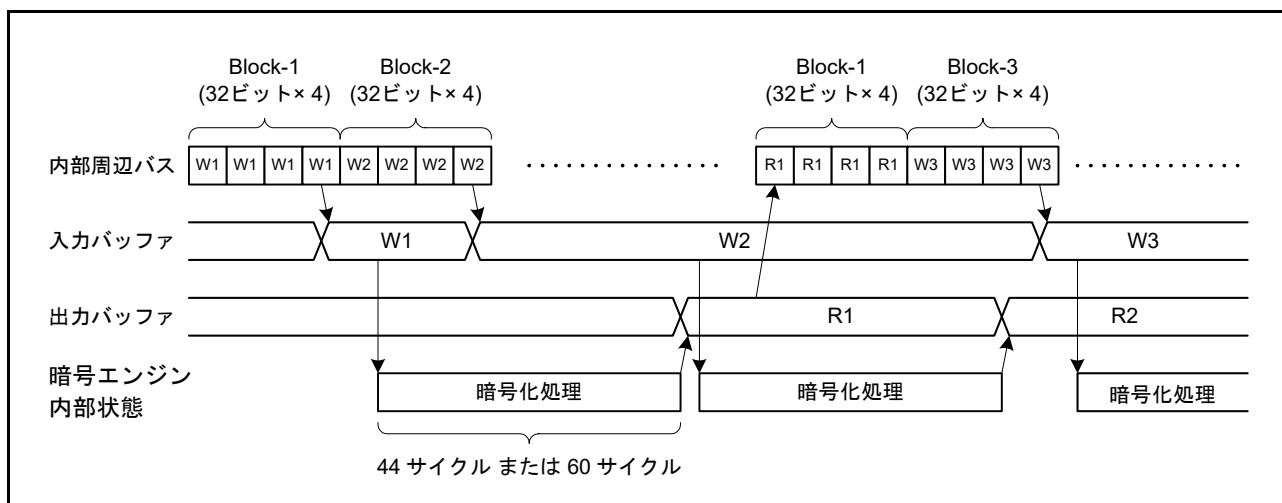 Block-1 Block-2 Block-1 Block-3
(32ビット× 4) (32ビット× 4) (32ビット× 4) (32ビット× 4)
内部周辺バス W1 W1 W1 W1 W2 W2 W2 W2 R1 R1 R1 R1 W3 W3 W3 W3
入力バッファ W1 W2 W3
出力バッファ R1 R2
暗号エンジン
内部状態 暗号化処理 暗号化処理 暗号化処理
44 サイクル または 60 サイクル